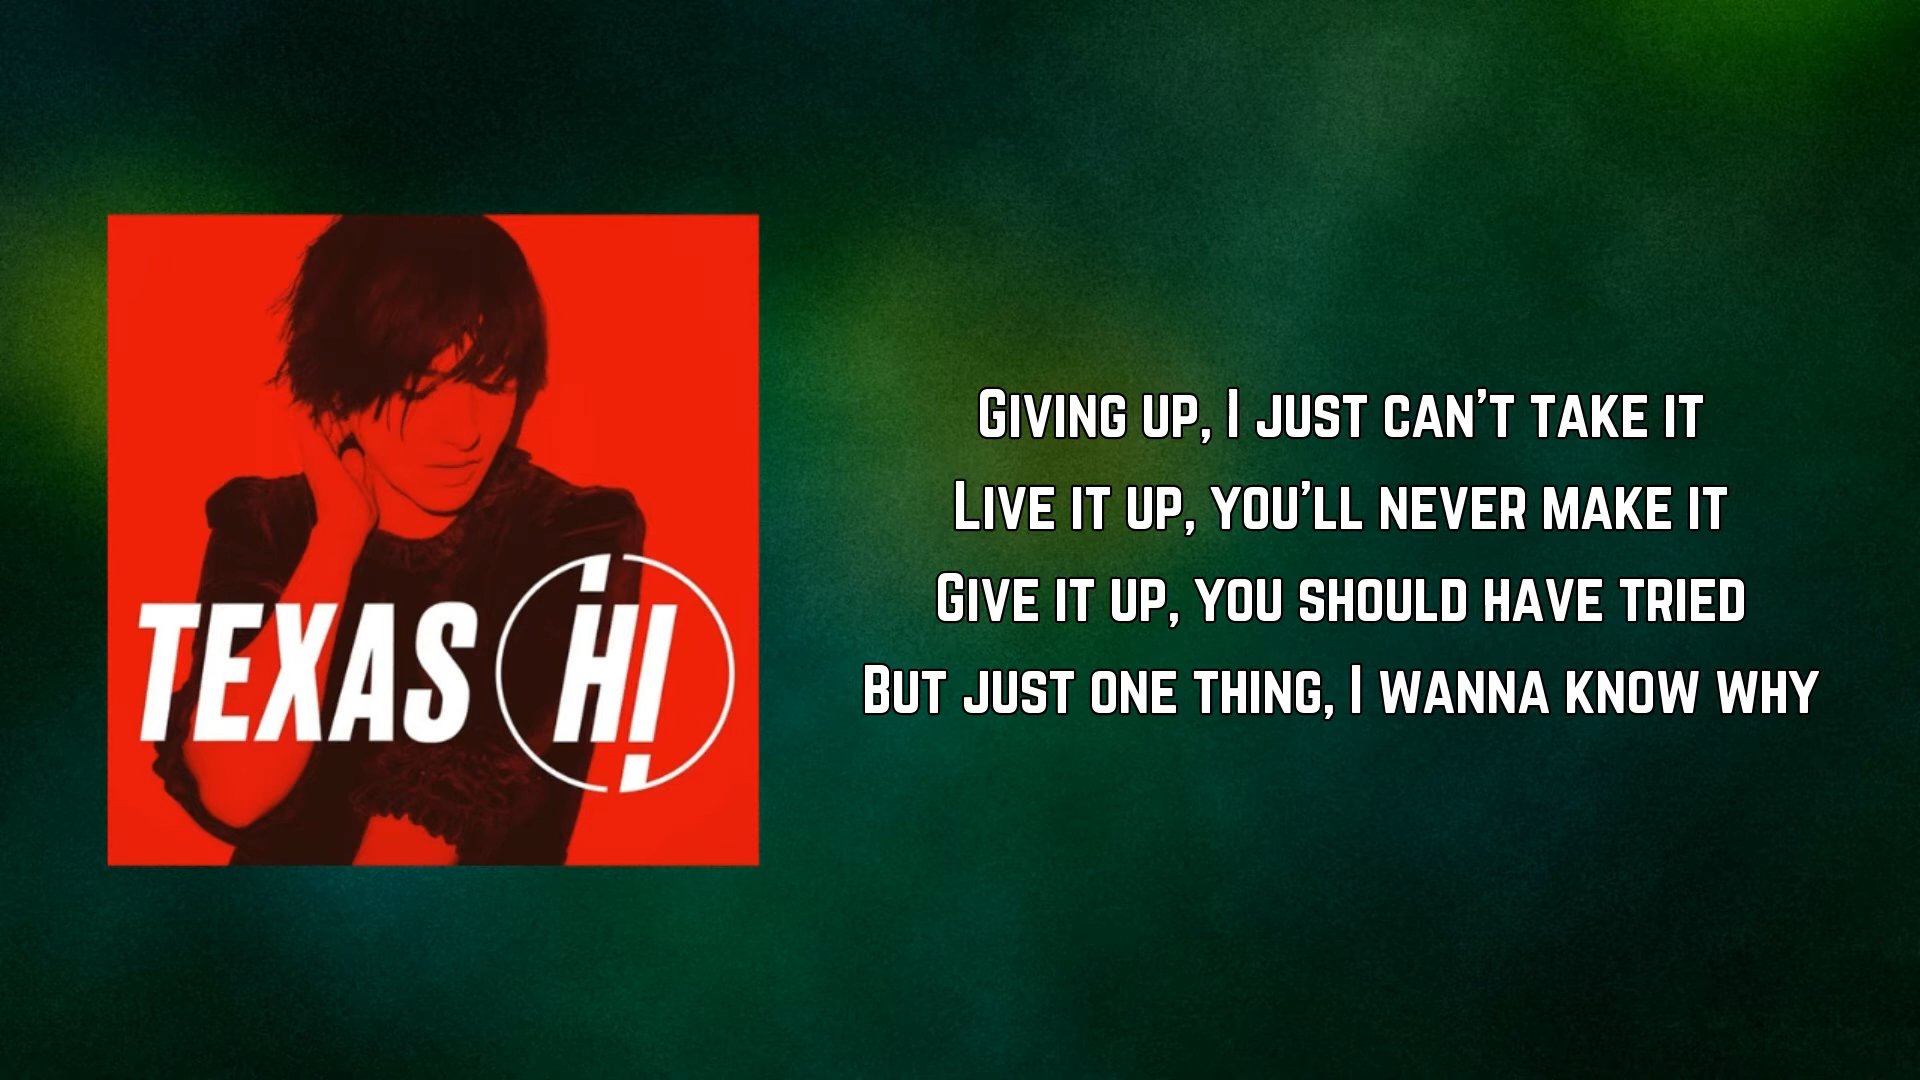 TEXAS HI!
Giving up, I just can't take it
Live it up, you'll never make it
Give it up, you should have tried
But just one thing, I wanna know why